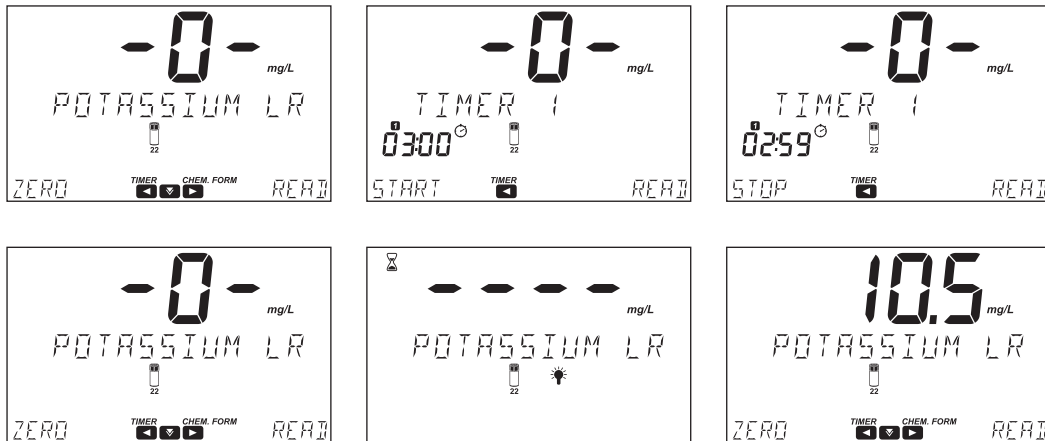 -0- mg/L
POTASSIUM LR
22
TIMER CHEM. FORM
ZERO READ
-0- mg/L
TIMER 1
1
03:00
22
TIMER
START READ
-0- mg/L
TIMER 1
1
02:59
22
TIMER
STOP READ
-0- mg/L
POTASSIUM LR
22
TIMER CHEM. FORM
ZERO READ
---- mg/L
POTASSIUM LR
22
10.5 mg/L
POTASSIUM LR
22
TIMER CHEM. FORM
ZERO READ